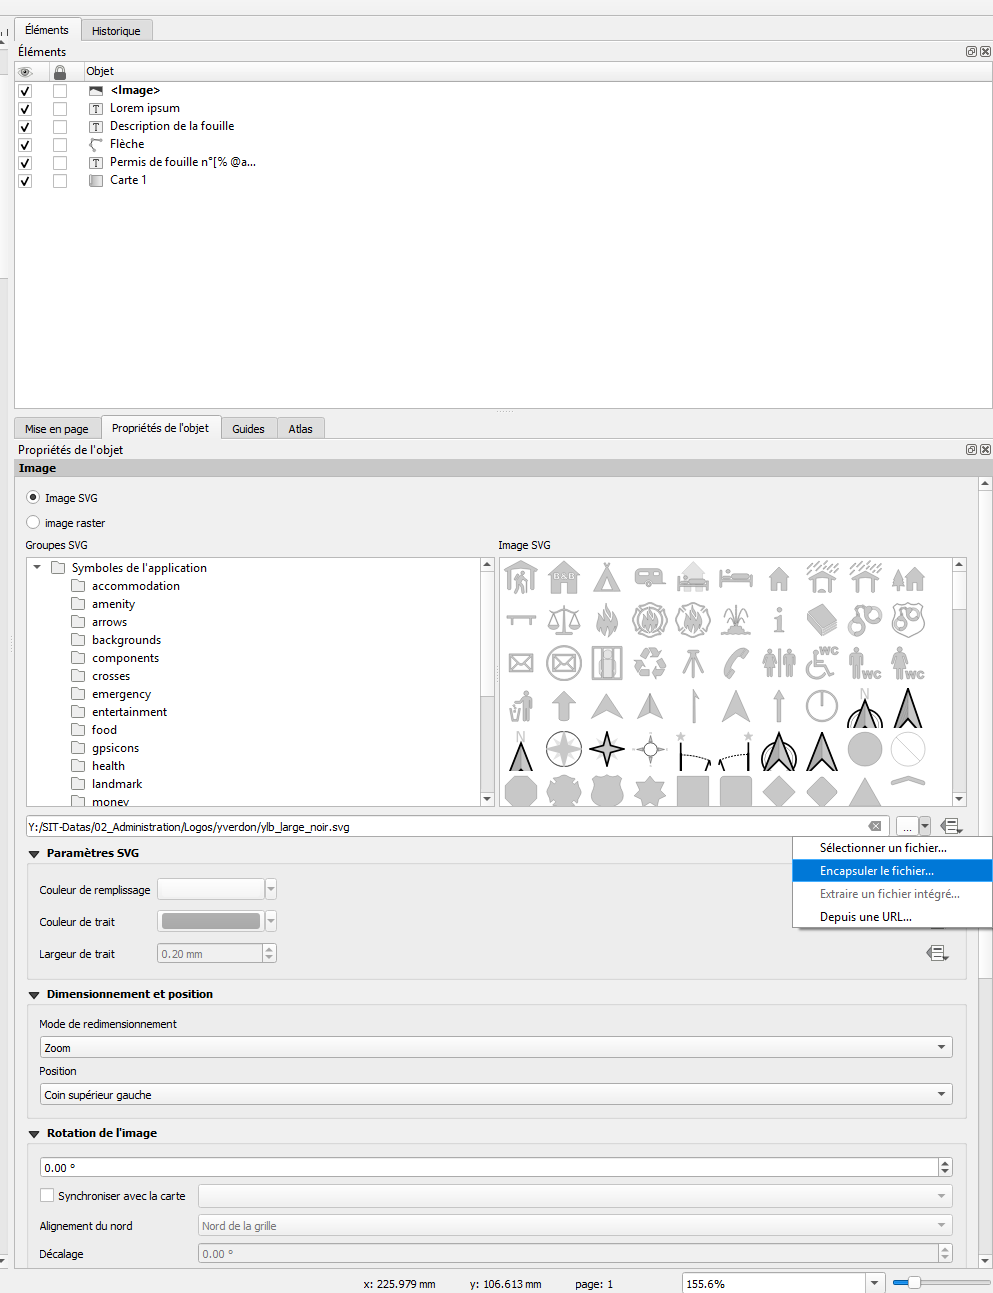 Éléments
Historique
Éléments
Objet
<Image>
Lorem ipsum
Description de la fouille
Flèche
Permis de fouille n°[% @a...
Carte 1
Mise en page
Propriétés de l'objet
Guides
Atlas
Propriétés de l'objet
Image
Image SVG
image raster
Groupes SVG
Image SVG
Symboles de l'application
accommodation
amenity
arrows
backgrounds
components
crosses
emergency
entertainment
food
gpsicons
health
landmark
money
B&B
WC
WC
WC
N
N
Y:/SIT-Datas/02_Administration/Logos/yverdon/ylb_large_noir.svg
...
Sélectionner un fichier...
Encapsuler le fichier...
Extraire un fichier intégré...
Depuis une URL...
Paramètres SVG
Couleur de remplissage
Couleur de trait
Largeur de trait
0.20 mm
Dimensionnement et position
Mode de redimensionnement
Zoom
Position
Coin supérieur gauche
Rotation de l'image
0.00 °
Synchroniser avec la carte
Alignement du nord
Nord de la grille
Décalage
0.00 °
x: 225.979 mm
y: 106.613 mm
page: 1
155.6%